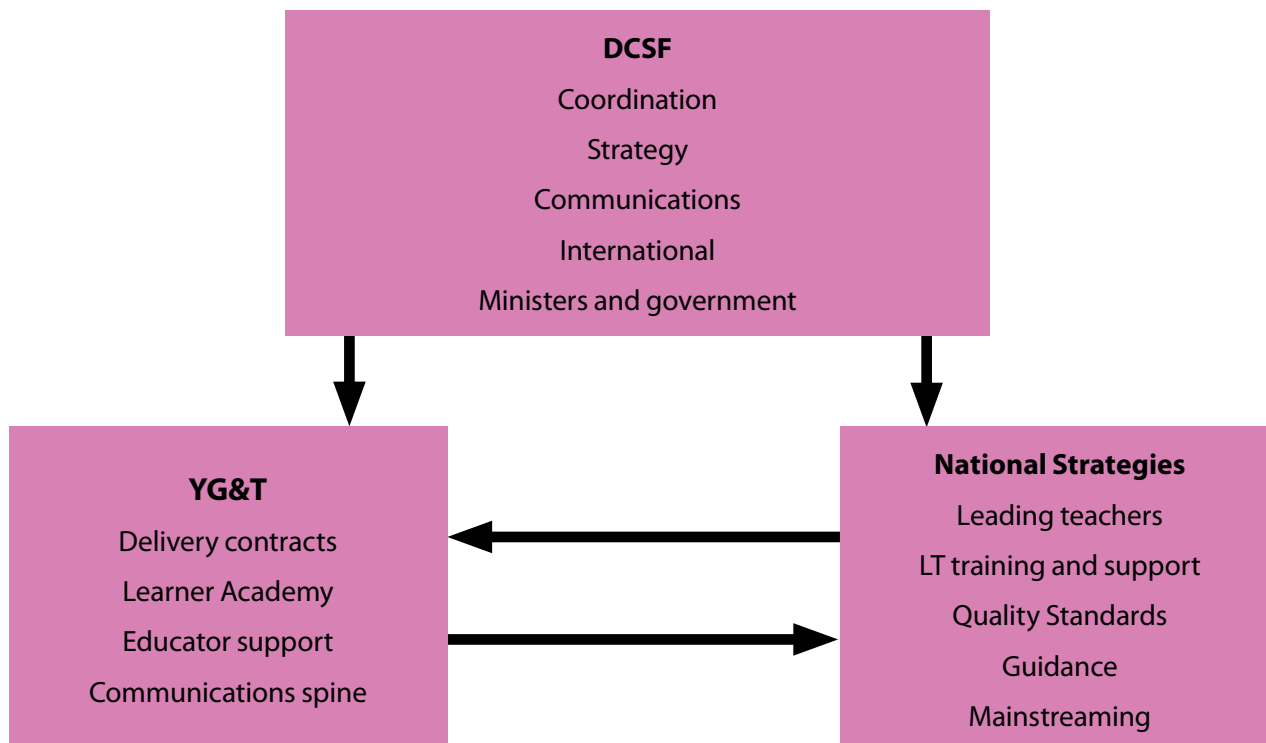 DCSF
Coordination
Strategy
Communications
International
Ministers and government
YG&T
Delivery contracts
Learner Academy
Educator support
Communications spine
National Strategies
Leading teachers
LT training and support
Quality Standards
Guidance
Mainstreaming